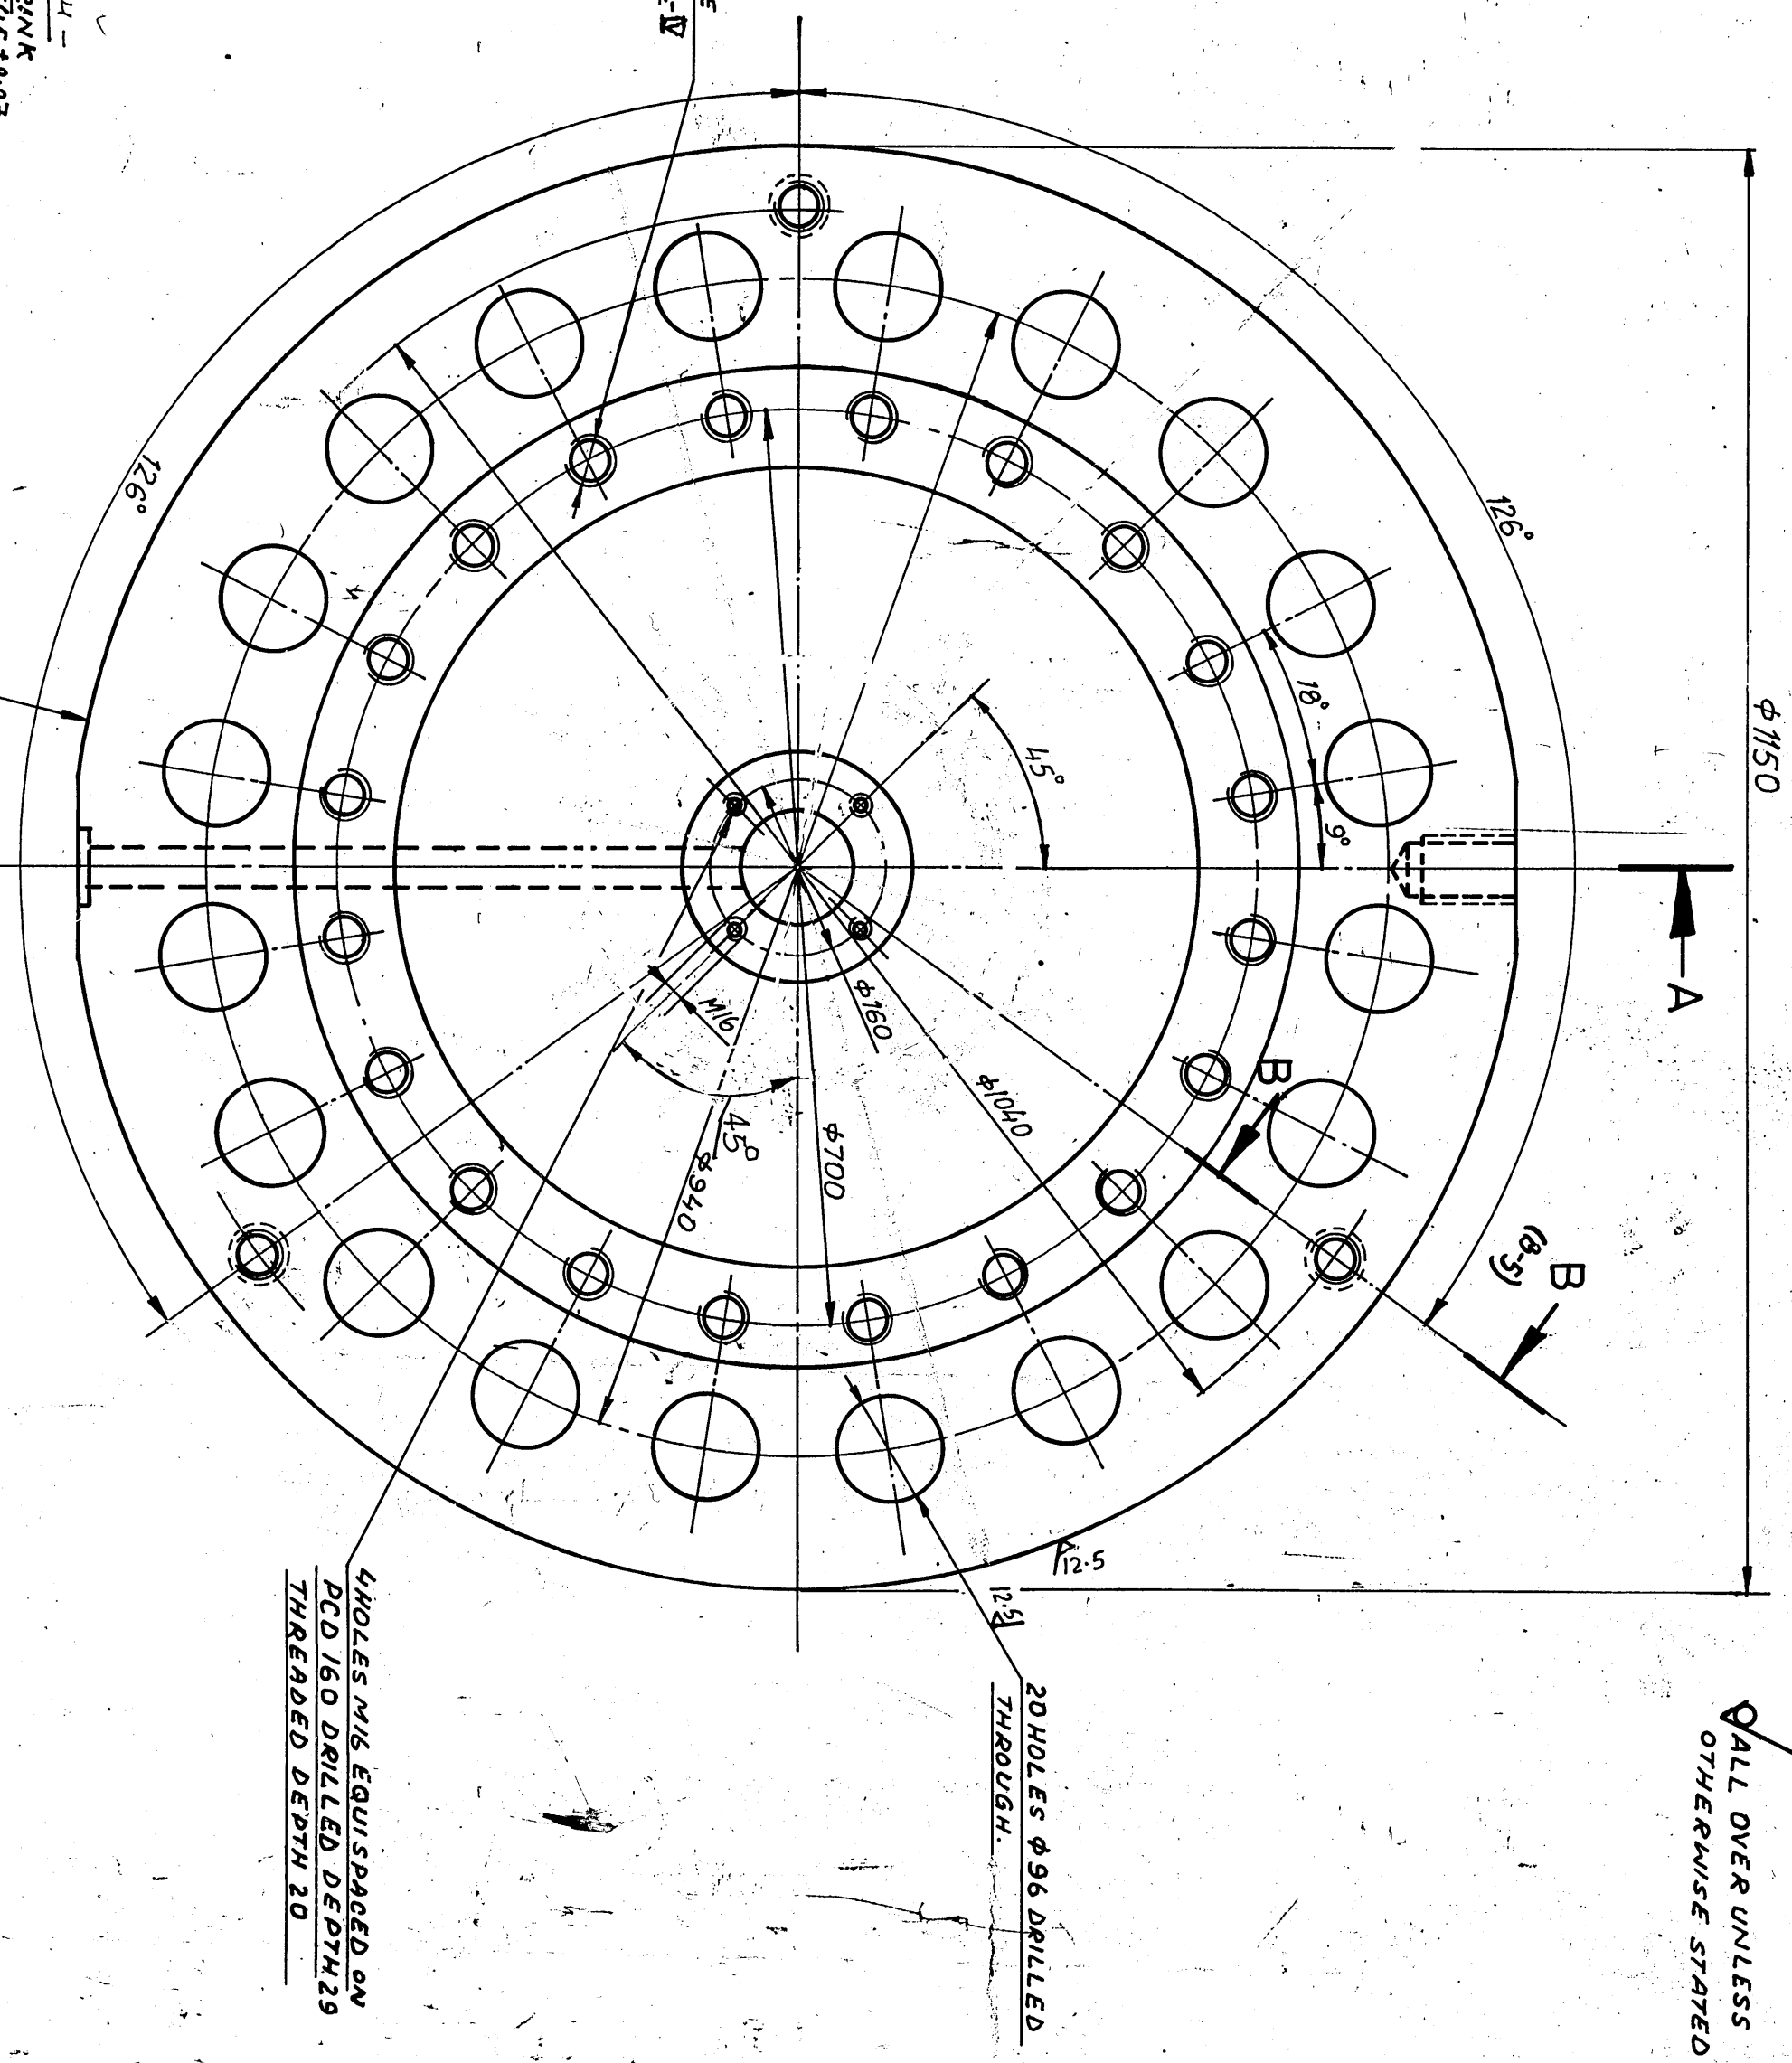 ALL OVER UNLESS
OTHERWISE STATED
φ1150
A
126°
126°
18°
9°
45°
45°
B
B
(B-5)
φ160
M16
φ1040
φ700
φ940
12.5
12.5
20 HOLES φ96 DRILLED
THROUGH.
4 HOLES M16 EQUISPACED ON
PCD 160 DRILLED DEPTH 29
THREADED DEPTH 20